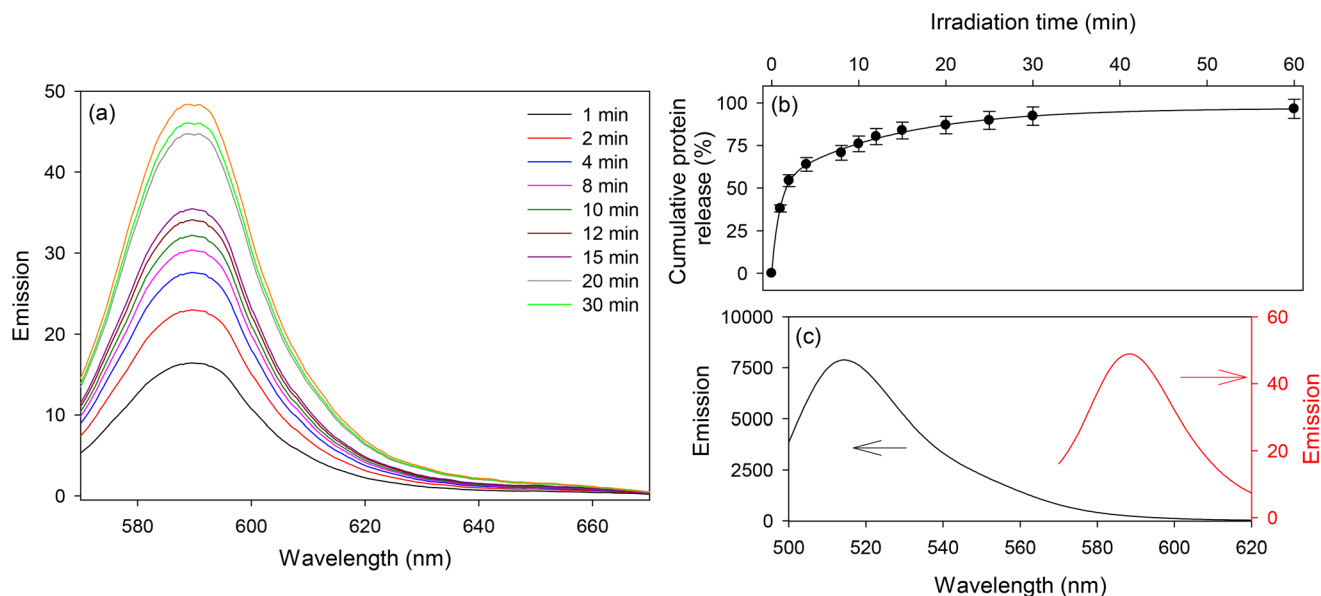 (a)
Emission
50
40
30
20
10
0
580
600
620
640
660
Wavelength (nm)
1 min
2 min
4 min
8 min
10 min
12 min
15 min
20 min
30 min
Irradiation time (min)
0
10
20
30
40
50
60
(b)
Cumulative protein
release (%)
100
75
50
25
0
(c)
Emission
10000
7500
5000
2500
0
500
520
540
560
580
600
620
Wavelength (nm)
60
40
20
0
Emission